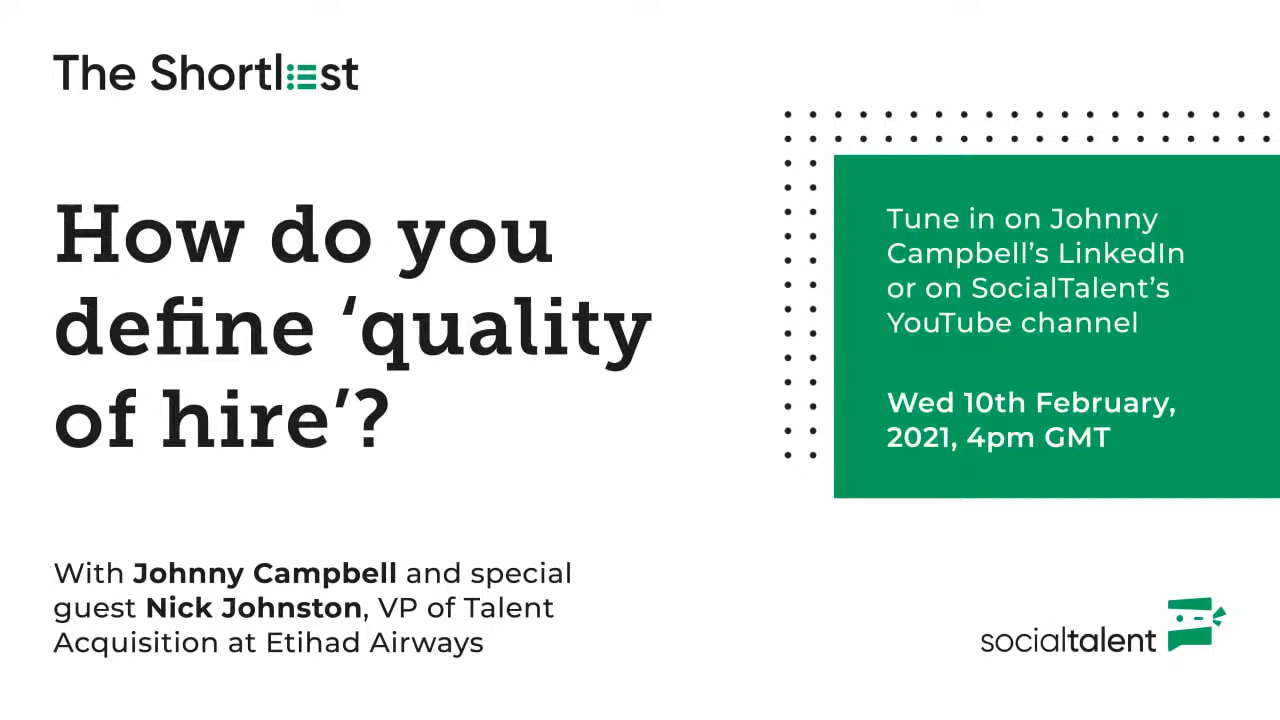 The Shortlist
How do you
define ‘quality
of hire’?
Tune in on Johnny
Campbell’s LinkedIn
or on SocialTalent’s
YouTube channel
Wed 10th February,
2021, 4pm GMT
With Johnny Campbell and special
guest Nick Johnston, VP of Talent
Acquisition at Etihad Airways
socialtalent